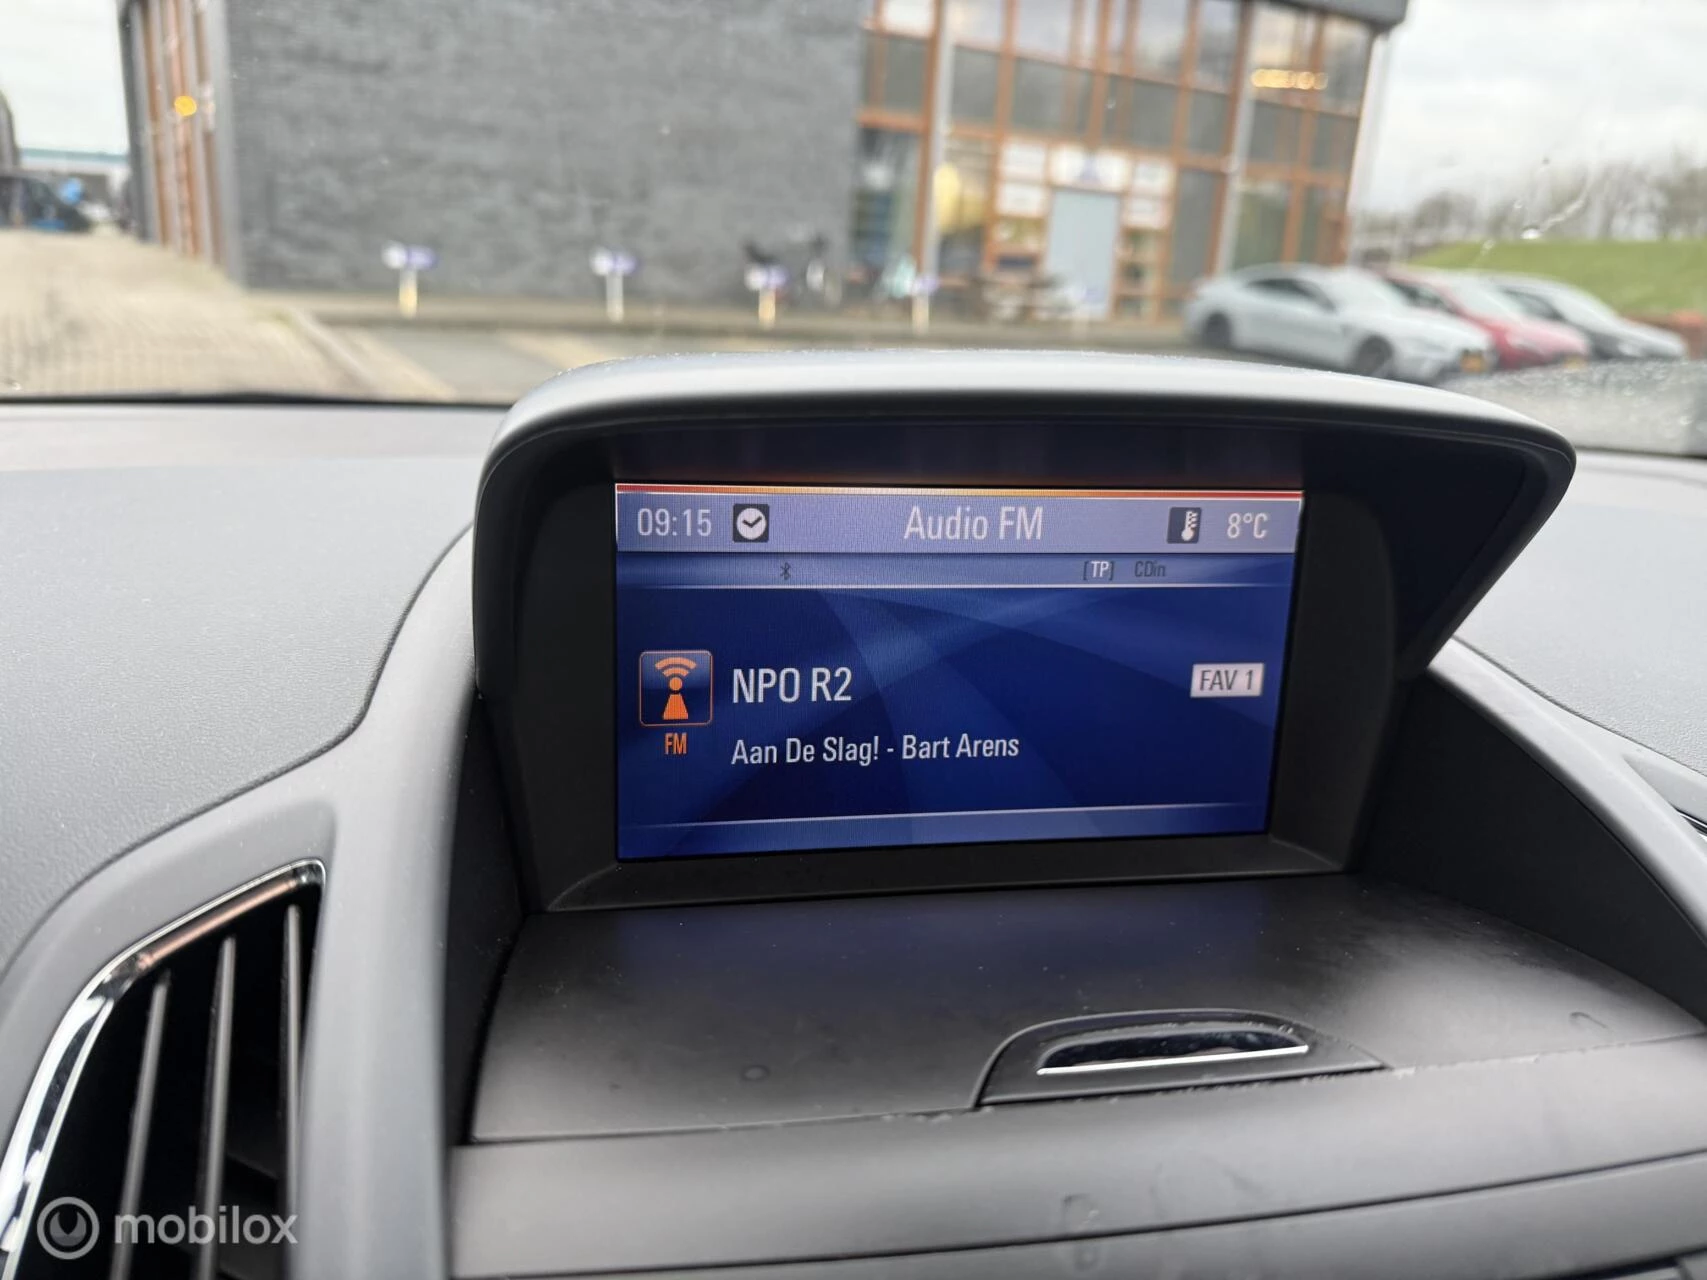 09:15 Audio FM 8°C
[TP] CDin
NPO R2 FAV 1
FM
Aan De Slag! - Bart Arens
mobilox